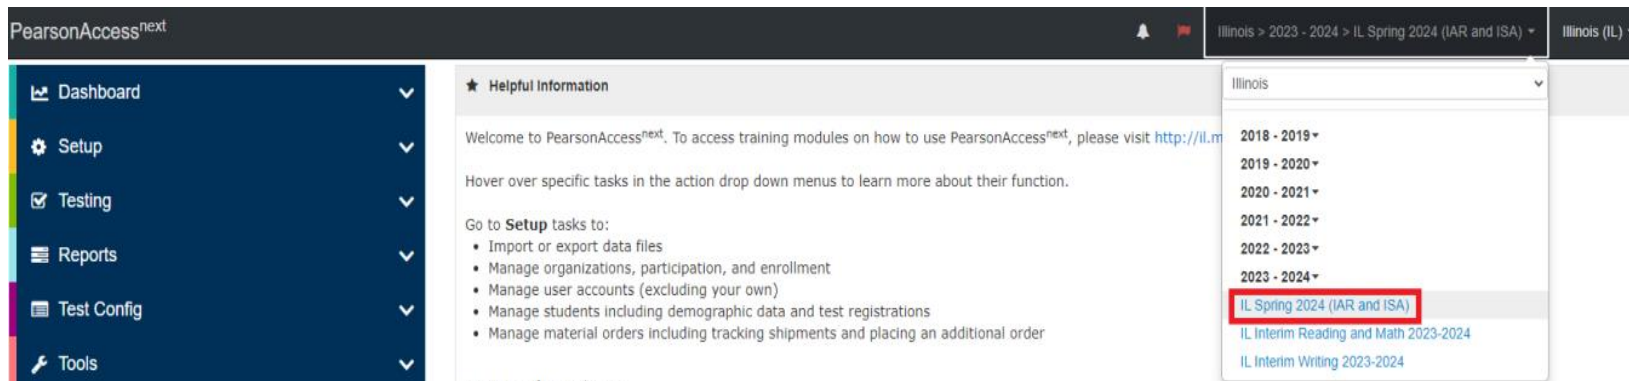 PearsonAccessnext
Illinois > 2023 - 2024 > IL Spring 2024 (IAR and ISA)
Illinois (IL)
Dashboard
Setup
Testing
Reports
Test Config
Tools
Helpful Information
Welcome to PearsonAccessnext. To access training modules on how to use PearsonAccessnext, please visit http://il.m
Hover over specific tasks in the action drop down menus to learn more about their function.
Go to Setup tasks to:
• Import or export data files
• Manage organizations, participation, and enrollment
• Manage user accounts (excluding your own)
• Manage students including demographic data and test registrations
• Manage material orders including tracking shipments and placing an additional order
Illinois
2018 - 2019
2019 - 2020
2020 - 2021
2021 - 2022
2022 - 2023
2023 - 2024
IL Spring 2024 (IAR and ISA)
IL Interim Reading and Math 2023-2024
IL Interim Writing 2023-2024